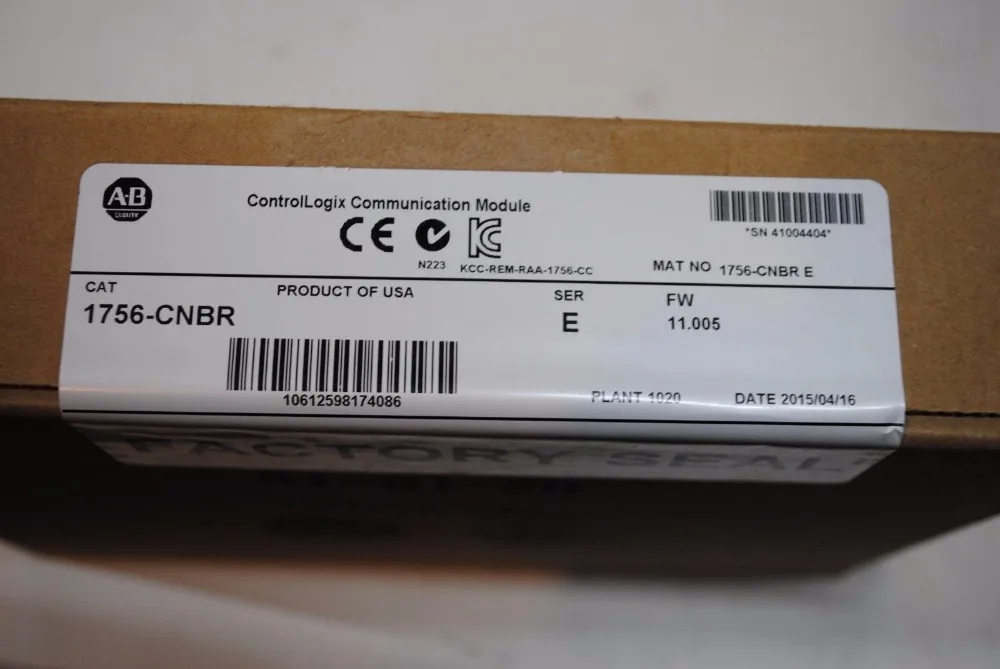 A-B
QUALITY
ControlLogix Communication Module
CE
KC
N223 KCC-REM-RAA-1756-CC
*SN 41004404*
MAT NO 1756-CNBR E
CAT
1756-CNBR
PRODUCT OF USA
SER
E
FW
11.005
10612598174086
PLANT 1020
DATE 2015/04/16
FACTORY SEAL